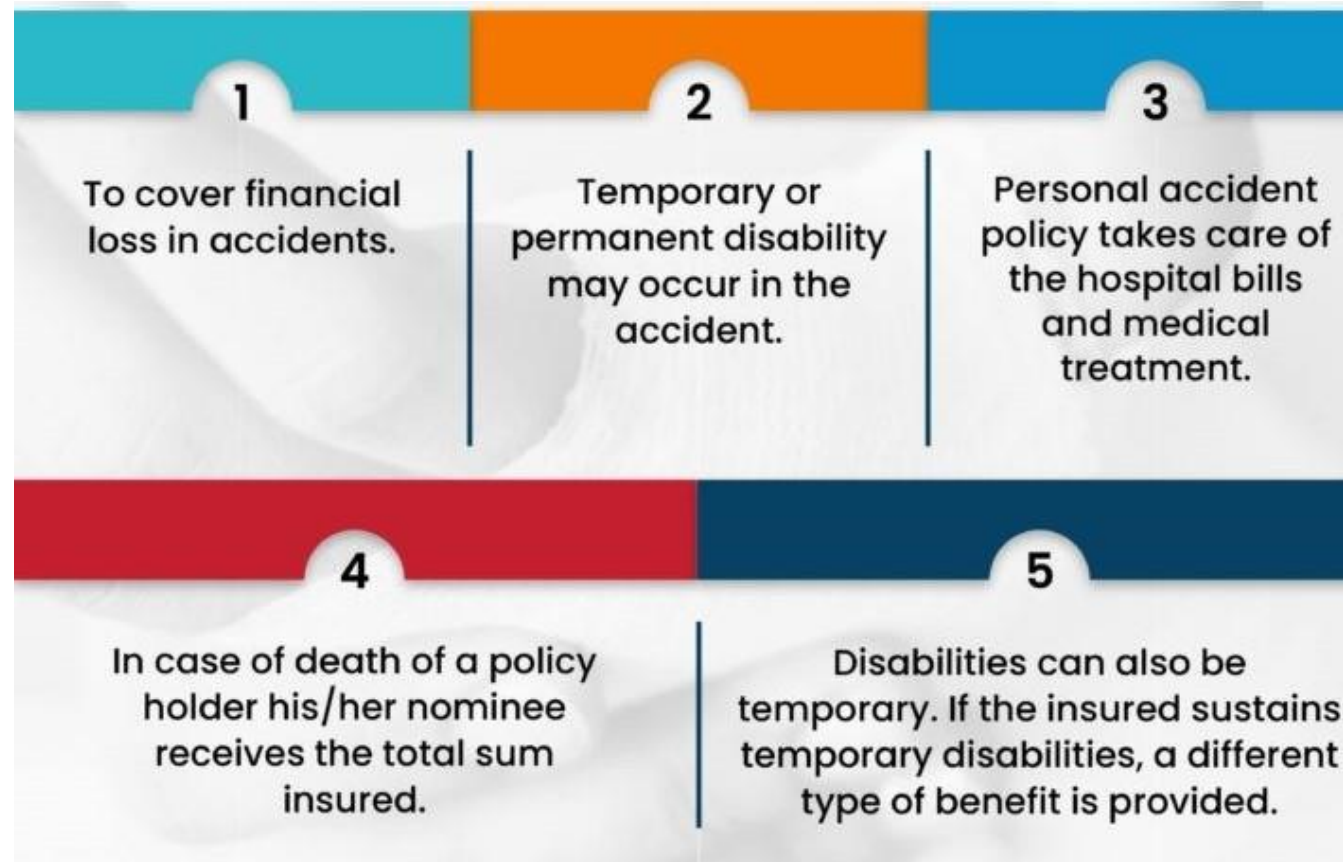 1
To cover financial
loss in accidents.
2
Temporary or
permanent disability
may occur in the
accident.
3
Personal accident
policy takes care of
the hospital bills
and medical
treatment.
4
In case of death of a policy
holder his/her nominee
receives the total sum
insured.
5
Disabilities can also be
temporary. If the insured sustains
temporary disabilities, a different
type of benefit is provided.